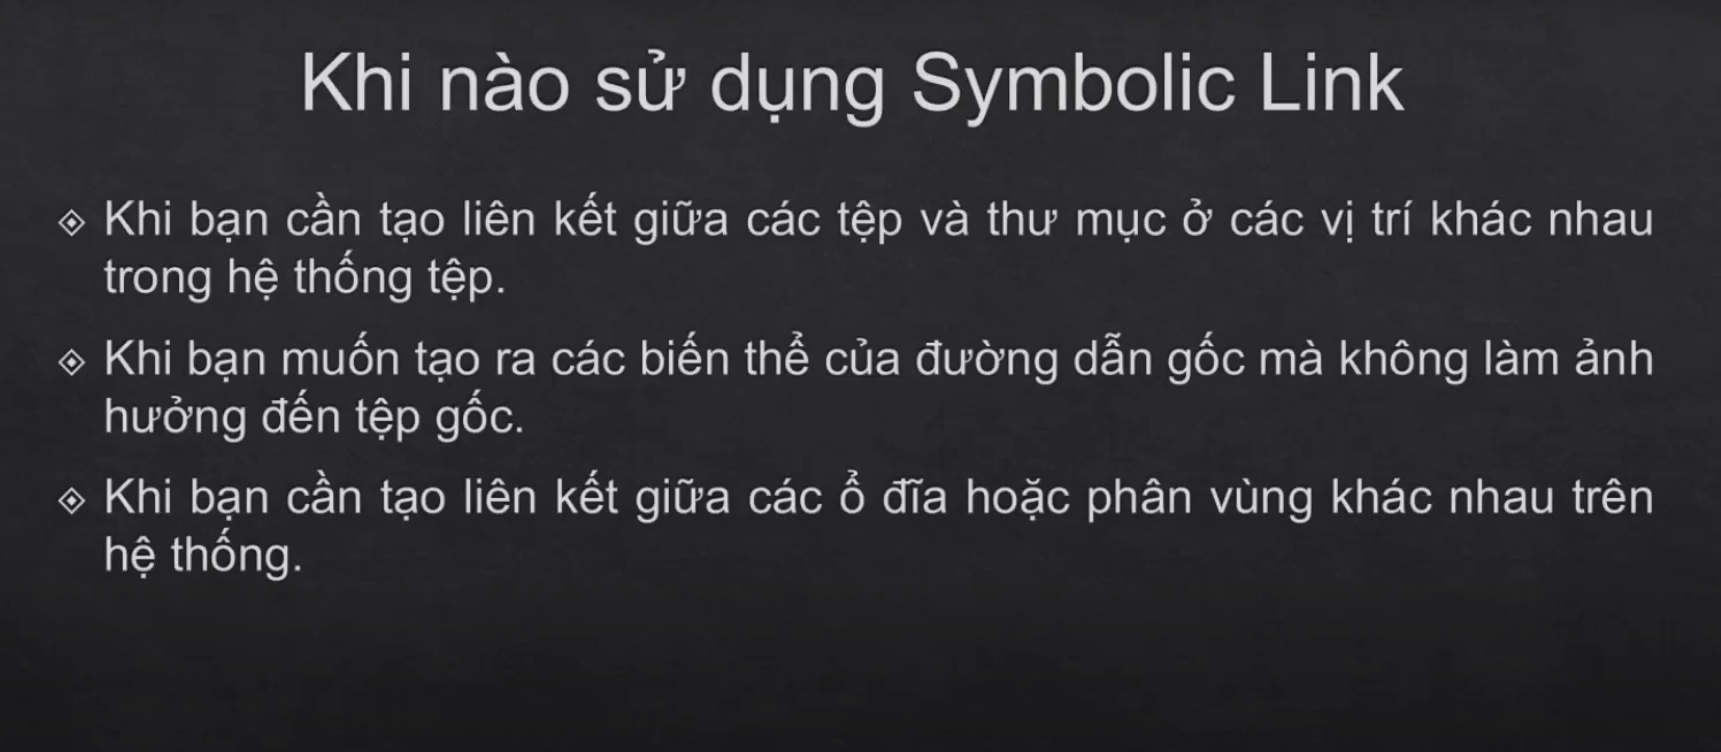 Khi nào sử dụng Symbolic Link
Khi bạn cần tạo liên kết giữa các tệp và thư mục ở các vị trí khác nhau
trong hệ thống tệp.
Khi bạn muốn tạo ra các biến thể của đường dẫn gốc mà không làm ảnh
hưởng đến tệp gốc.
Khi bạn cần tạo liên kết giữa các ổ đĩa hoặc phân vùng khác nhau trên
hệ thống.